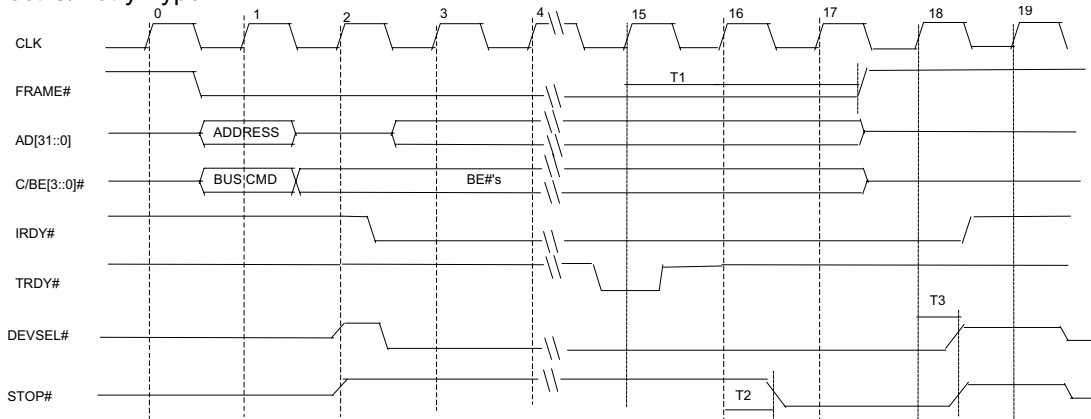 0 1 2 3 4 15 16 17 18 19
CLK
FRAME# T1
AD[31::0] ADDRESS
C/BE[3::0]# BUS CMD BE#'s
IRDY#
TRDY#
T3
DEVSEL#
STOP# T2